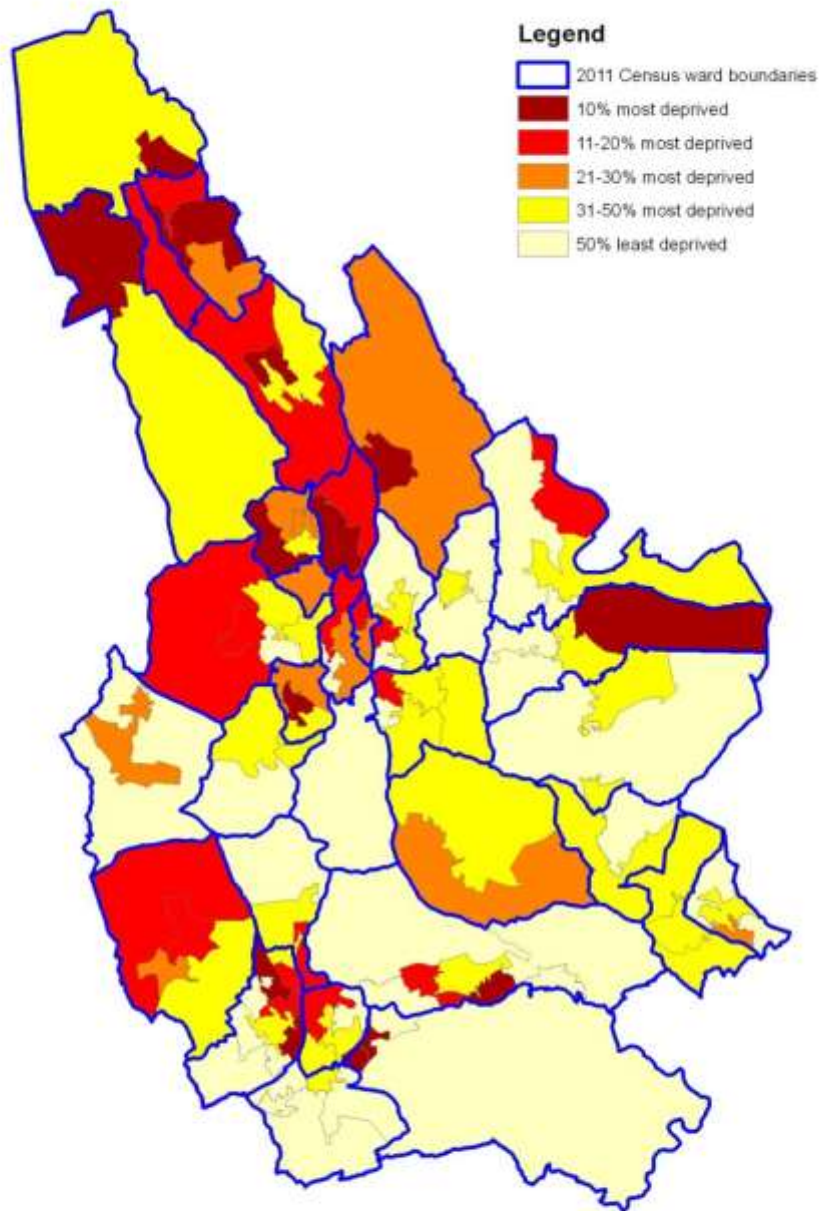 Legend
2011 Census ward boundaries
10% most deprived
11-20% most deprived
21-30% most deprived
31-50% most deprived
50% least deprived